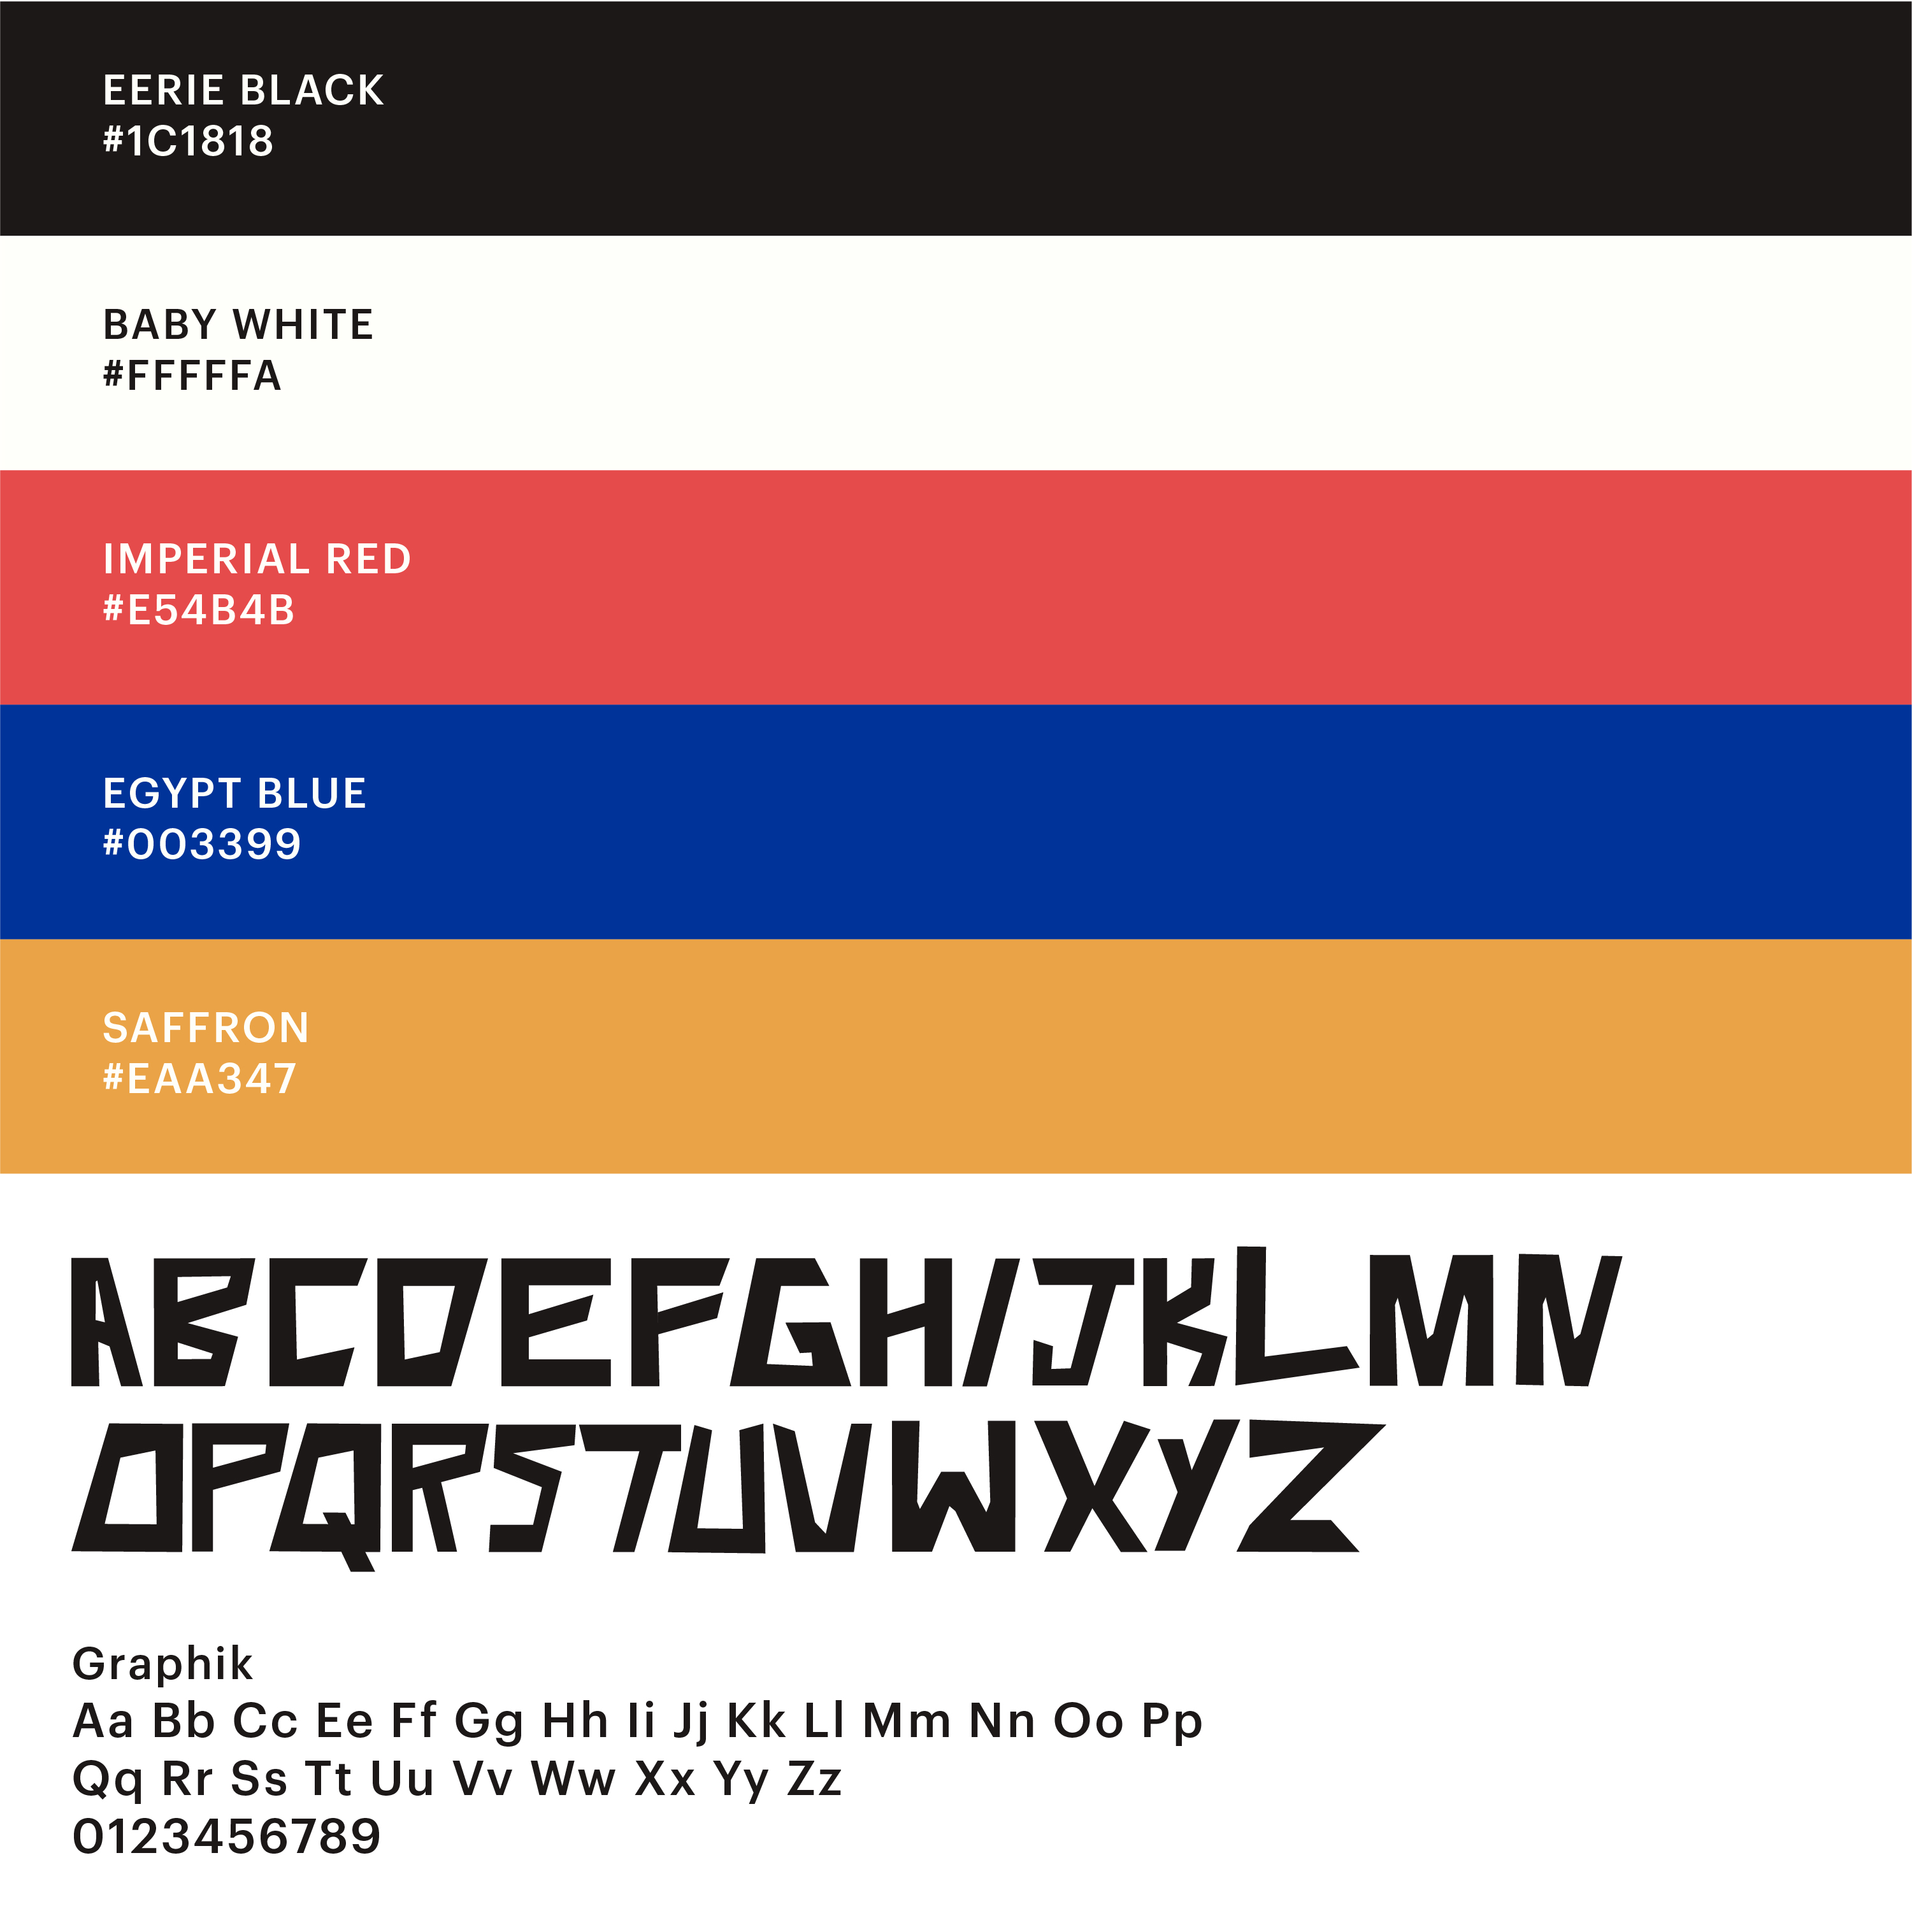 EERIE BLACK
#1C1818
BABY WHITE
#FFFFFA
IMPERIAL RED
#E54B4B
EGYPT BLUE
#003399
SAFFRON
#EAA347
ABCDEFGHIJKLMN
OPQRSTUVWXYZ
Graphik
Aa Bb Cc Ee Ff Gg Hh Ii Jj Kk Ll Mm Nn Oo Pp
Qq Rr Ss Tt Uu Vv Ww Xx Yy Zz
0123456789